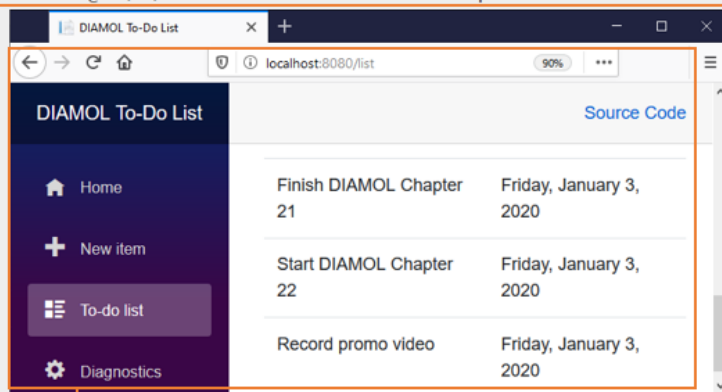 DIAMOL To-Do List
localhost:8080/list
90%
DIAMOL To-Do List
Source Code
Home
Finish DIAMOL Chapter Friday, January 3,
21 2020
New item
Start DIAMOL Chapter Friday, January 3,
22 2020
To-do list
Record promo video Friday, January 3,
2020
Diagnostics